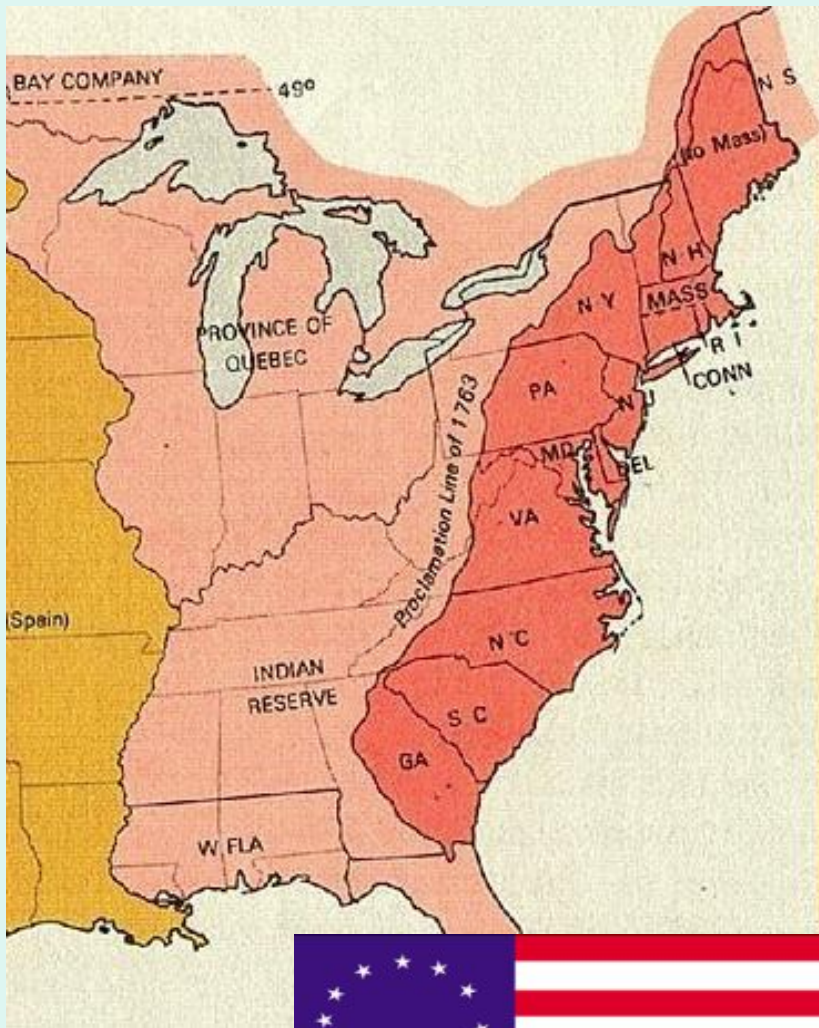 BAY COMPANY
49°
N S
(to Mass)
N H
N Y
MASS
R I
CONN
PROVINCE OF
QUEBEC
PA
N J
MD
DEL
Proclamation Line of 1763
VA
(Spain)
N C
INDIAN
RESERVE
S C
GA
W FLA